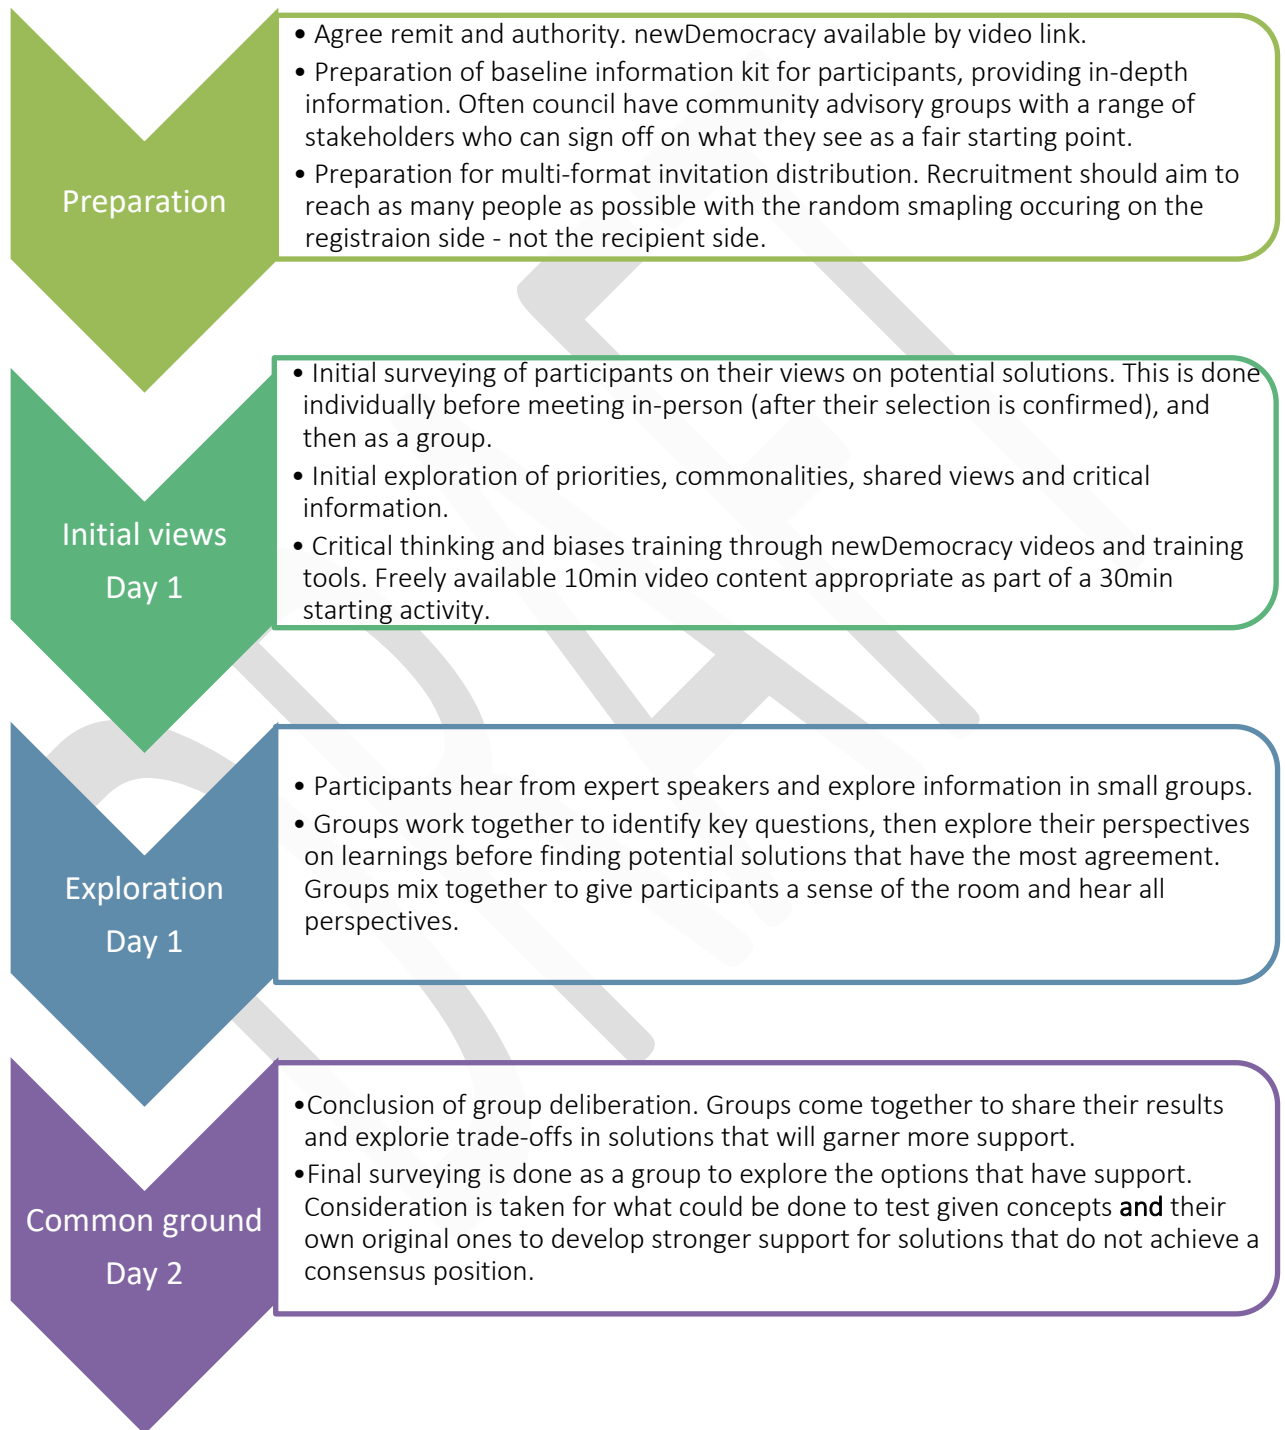 • Agree remit and authority. newDemocracy available by video link.
• Preparation of baseline information kit for participants, providing in-depth
information. Often council have community advisory groups with a range of
stakeholders who can sign off on what they see as a fair starting point.
• Preparation for multi-format invitation distribution. Recruitment should aim to
reach as many people as possible with the random smapling occuring on the
registraion side - not the recipient side.
Preparation
• Initial surveying of participants on their views on potential solutions. This is done
individually before meeting in-person (after their selection is confirmed), and
then as a group.
• Initial exploration of priorities, commonalities, shared views and critical
information.
• Critical thinking and biases training through newDemocracy videos and training
tools. Freely available 10min video content appropriate as part of a 30min
starting activity.
Initial views
Day 1
• Participants hear from expert speakers and explore information in small groups.
• Groups work together to identify key questions, then explore their perspectives
on learnings before finding potential solutions that have the most agreement.
Groups mix together to give participants a sense of the room and hear all
perspectives.
Exploration
Day 1
•Conclusion of group deliberation. Groups come together to share their results
and explorie trade-offs in solutions that will garner more support.
•Final surveying is done as a group to explore the options that have support.
Consideration is taken for what could be done to test given concepts and their
own original ones to develop stronger support for solutions that do not achieve a
consensus position.
Common ground
Day 2
DRAFT